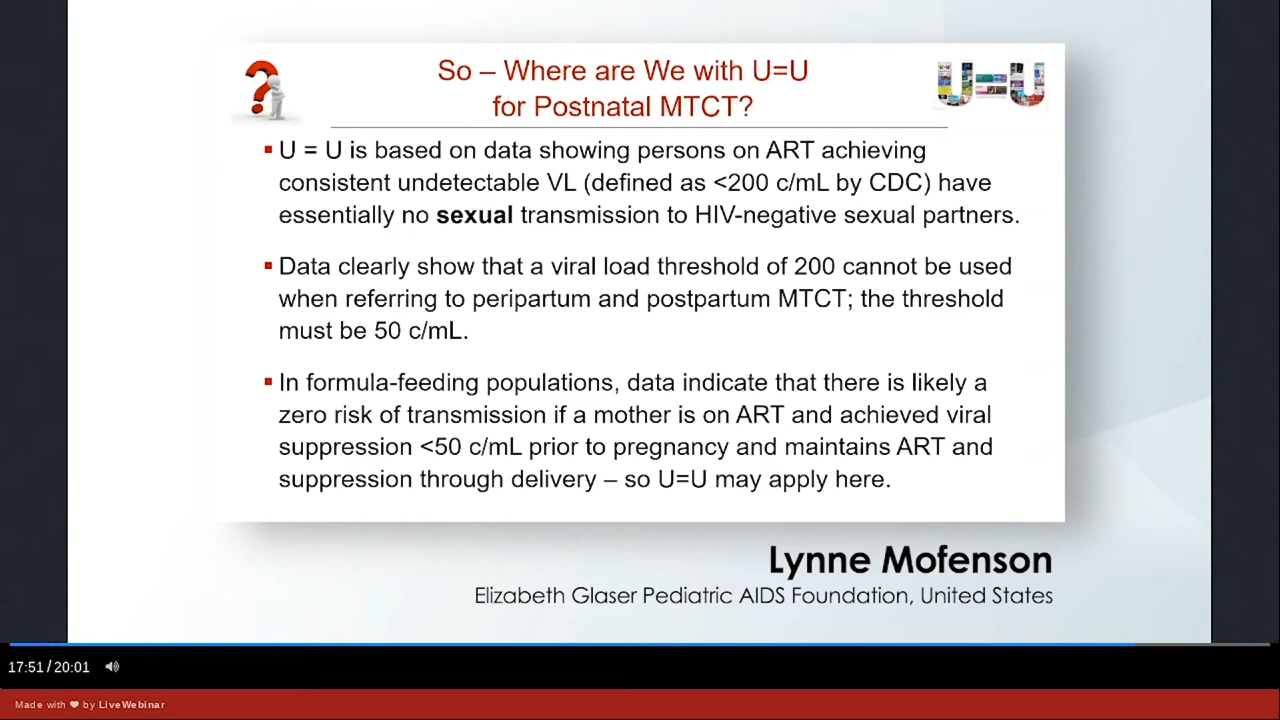 So – Where are We with U=U
for Postnatal MTCT?
U=U
▪ U = U is based on data showing persons on ART achieving
consistent undetectable VL (defined as <200 c/mL by CDC) have
essentially no sexual transmission to HIV-negative sexual partners.
▪ Data clearly show that a viral load threshold of 200 cannot be used
when referring to peripartum and postpartum MTCT; the threshold
must be 50 c/mL.
▪ In formula-feeding populations, data indicate that there is likely a
zero risk of transmission if a mother is on ART and achieved viral
suppression <50 c/mL prior to pregnancy and maintains ART and
suppression through delivery – so U=U may apply here.
Lynne Mofenson
Elizabeth Glaser Pediatric AIDS Foundation, United States
17:51 / 20:01
Made with ❤ by LiveWebinar